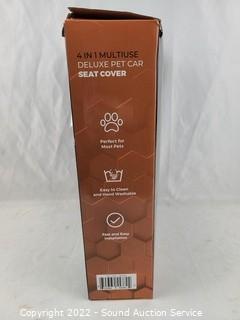 4 IN 1 MULTIUSE
DELUXE PET CAR
SEAT COVER
Perfect for
Most Pets
Easy to Clean
and Hand Washable
Fast and Easy
Installation
Copyright 2022 - Sound Auction Service